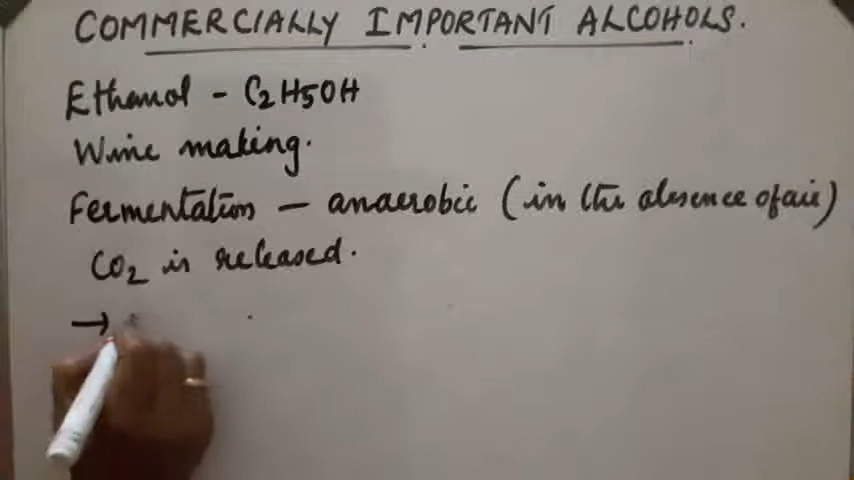 COMMERCIALLY IMPORTANT ALCOHOLS.
Ethanol - C2H5OH
Wine making.
Fermentation - anaerobic (in the absence of air)
CO2 is released.
→